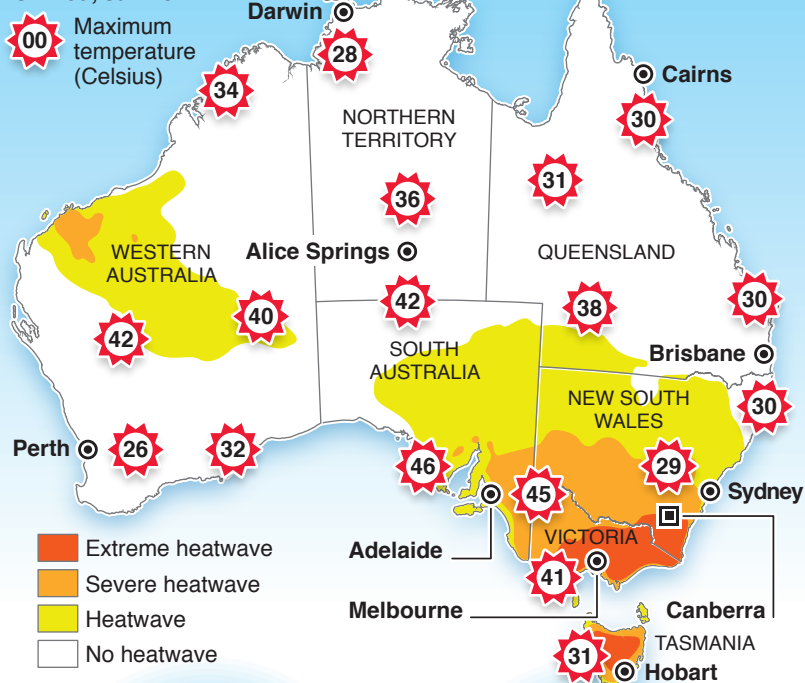 Darwin
00
Maximum
temperature
(Celsius)
28
34
Cairns
30
NORTHERN
TERRITORY
31
36
WESTERN
AUSTRALIA
Alice Springs
QUEENSLAND
42
40
42
38
30
SOUTH
AUSTRALIA
Brisbane
NEW SOUTH
WALES
30
Perth
26
32
46
45
29
Sydney
Extreme heatwave
Severe heatwave
Heatwave
No heatwave
Adelaide
VICTORIA
41
Melbourne
Canberra
TASMANIA
31
Hobart